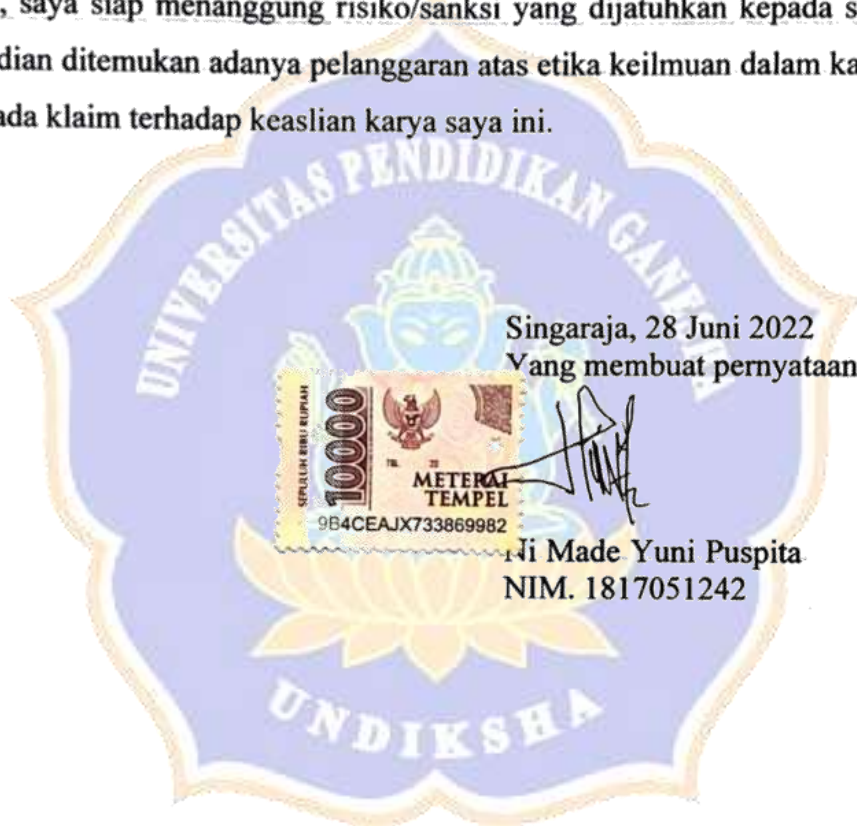 , saya siap menanggung risiko/sanksi yang dijatuhkan kepada s
dian ditemukan adanya pelanggaran atas etika keilmuan dalam ka
ada klaim terhadap keaslian karya saya ini.
UNIVERSITAS PENDIDIKAN GANESHA
Singaraja, 28 Juni 2022
Yang membuat pernyataan
SEPULUH RIBU RUPIAH
10000
TGL. 20
METERAI
TEMPEL
9B4CEAJX733869982
Ni Made Yuni Puspita
NIM. 1817051242
UNDIKSHA